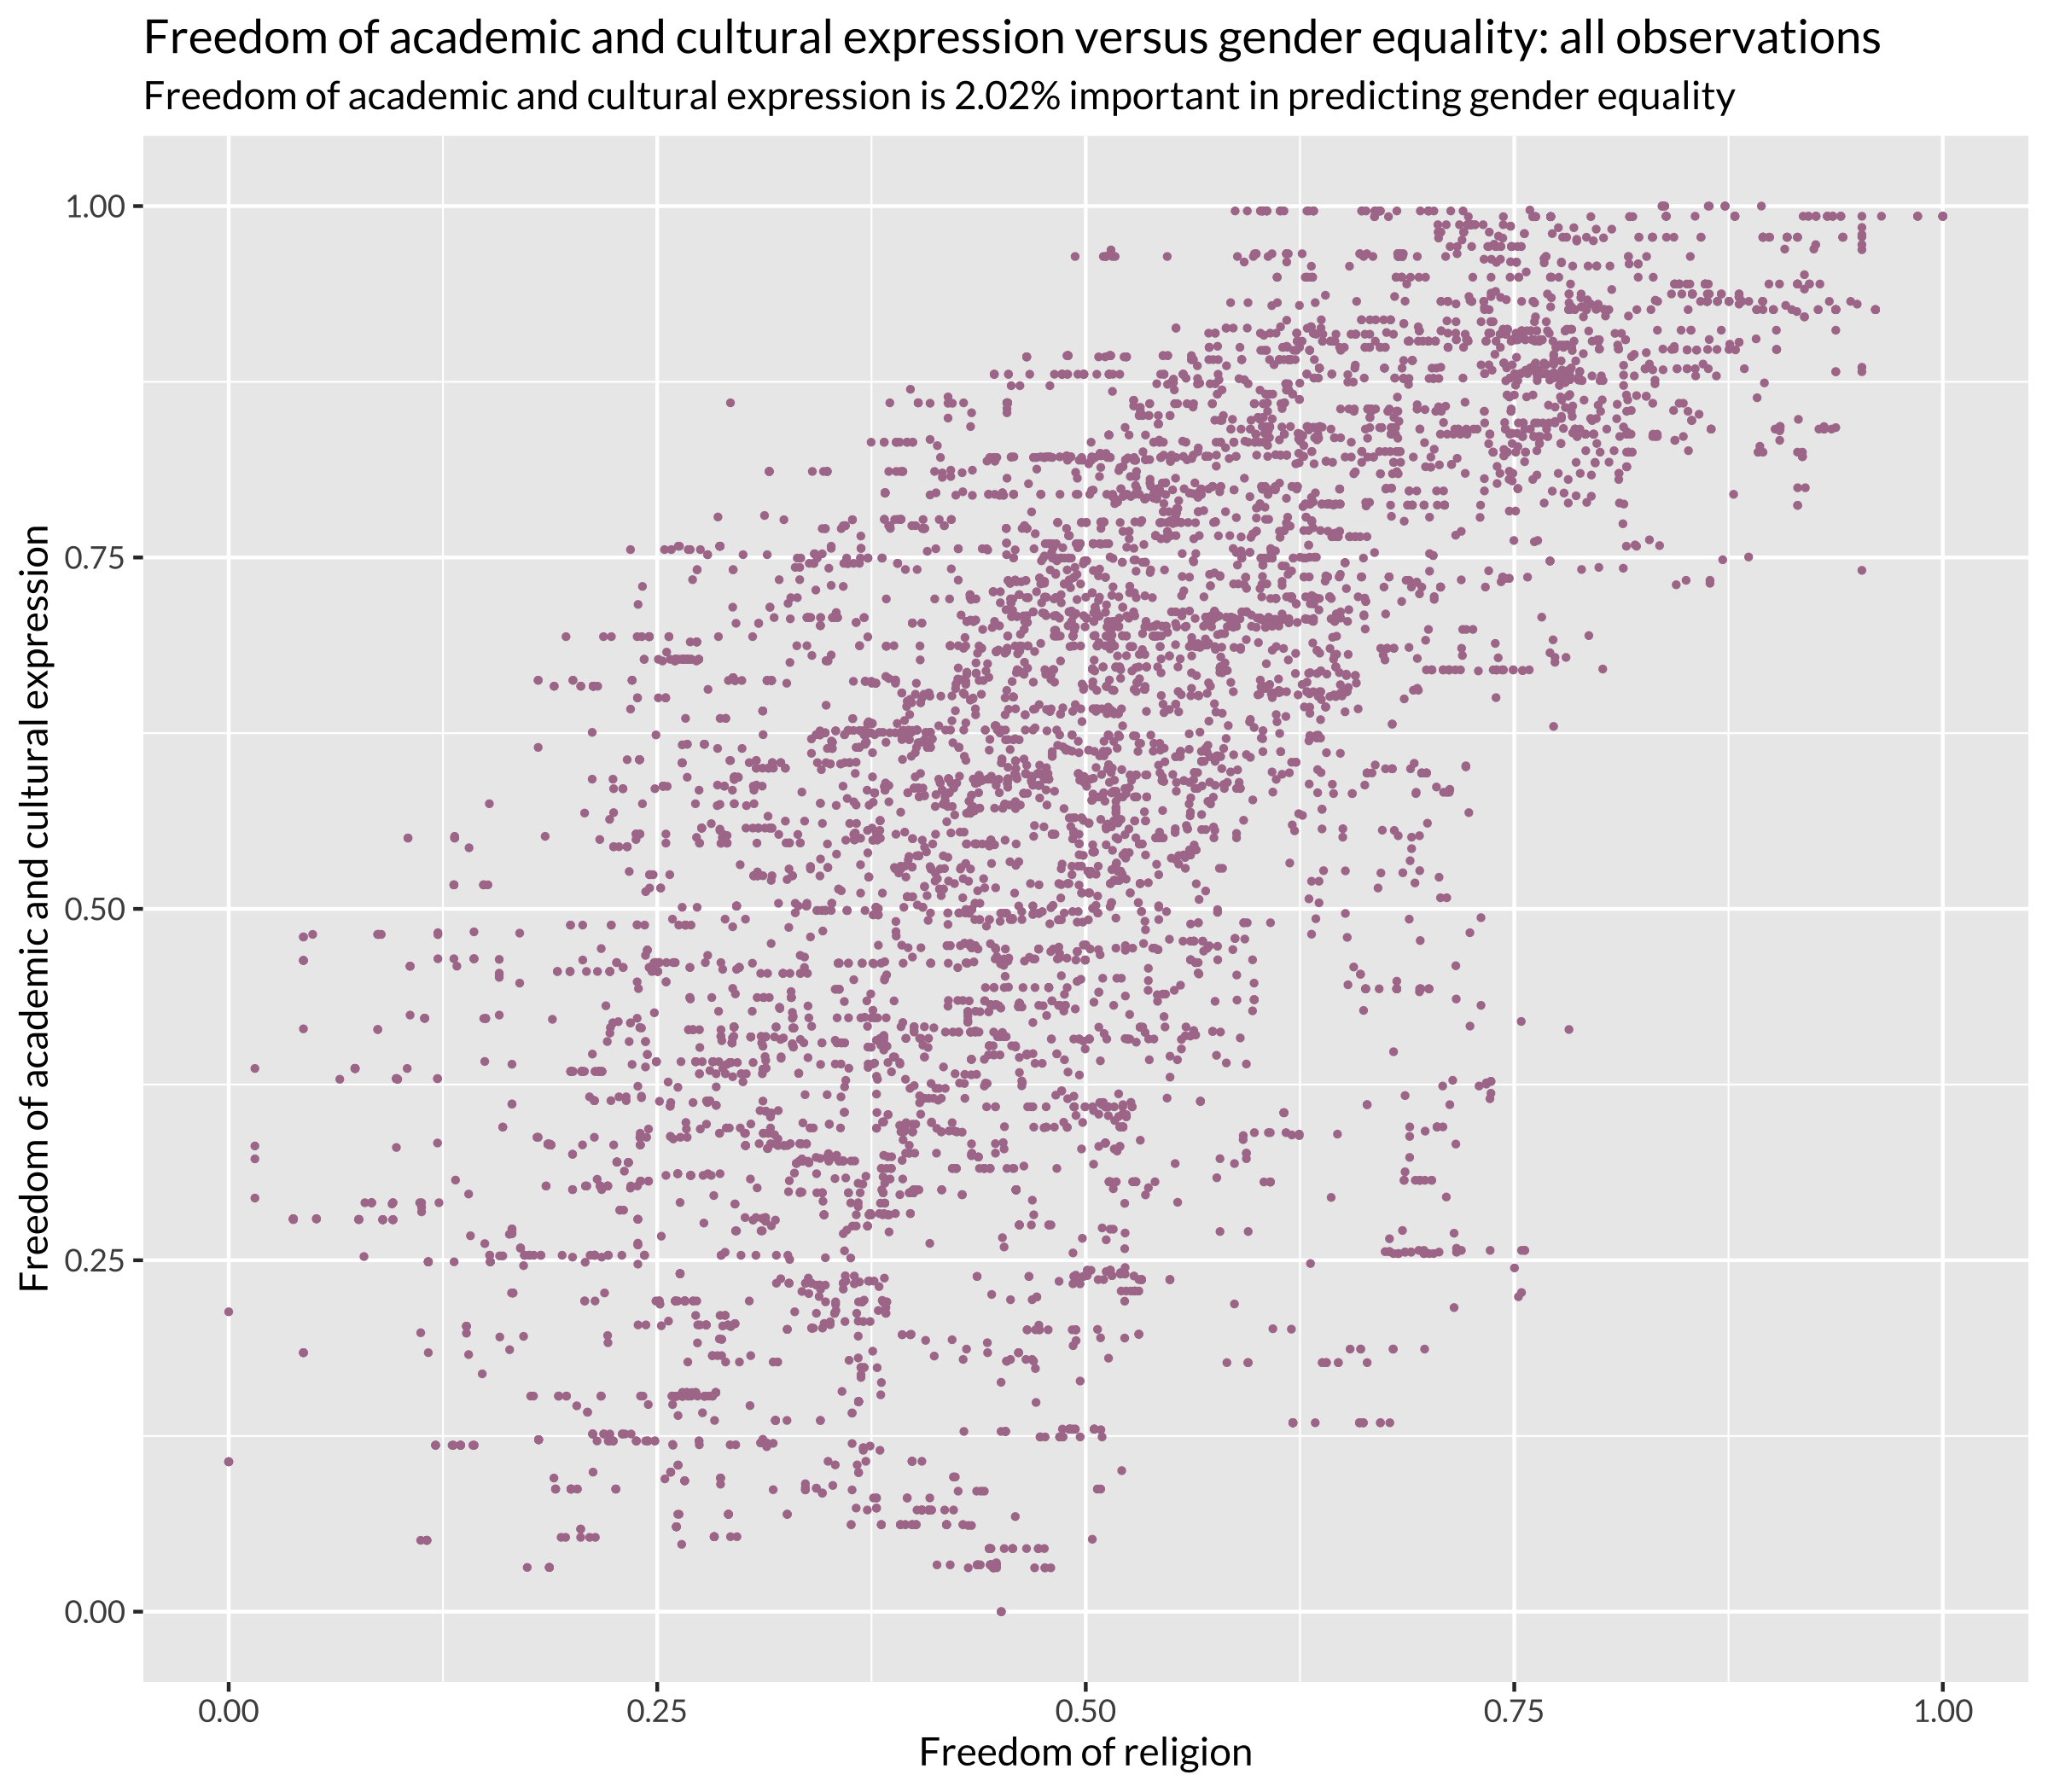 Freedom of academic and cultural expression versus gender equality: all observations
Freedom of academic and cultural expression is 2.02% important in predicting gender equality
Freedom of academic and cultural expression
1.00
0.75
0.50
0.25
0.00
0.00
0.25
0.50
0.75
1.00
Freedom of religion